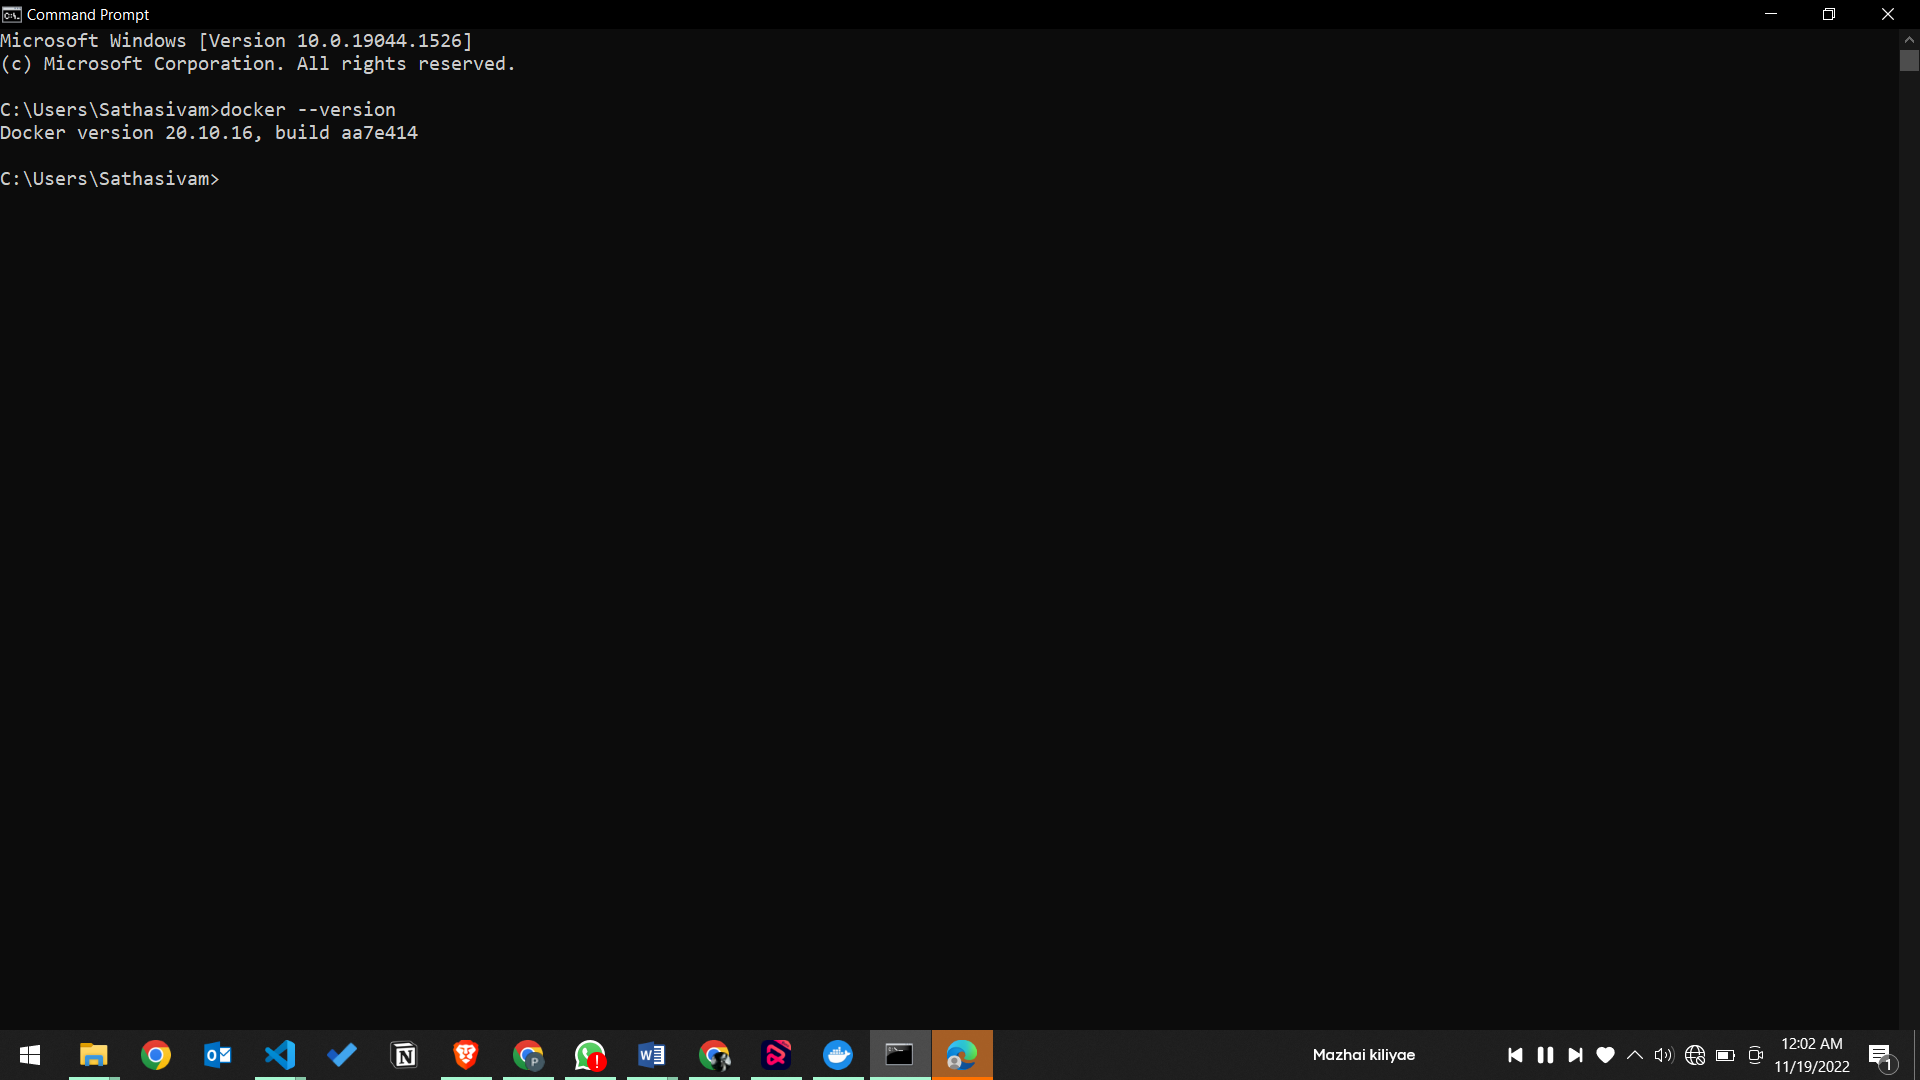 Command Prompt
Microsoft Windows [Version 10.0.19044.1526]
(c) Microsoft Corporation. All rights reserved.
C:\Users\Sathasivam>docker --version
Docker version 20.10.16, build aa7e414
C:\Users\Sathasivam>
Mazhai kiliyae
12:02 AM
11/19/2022
1